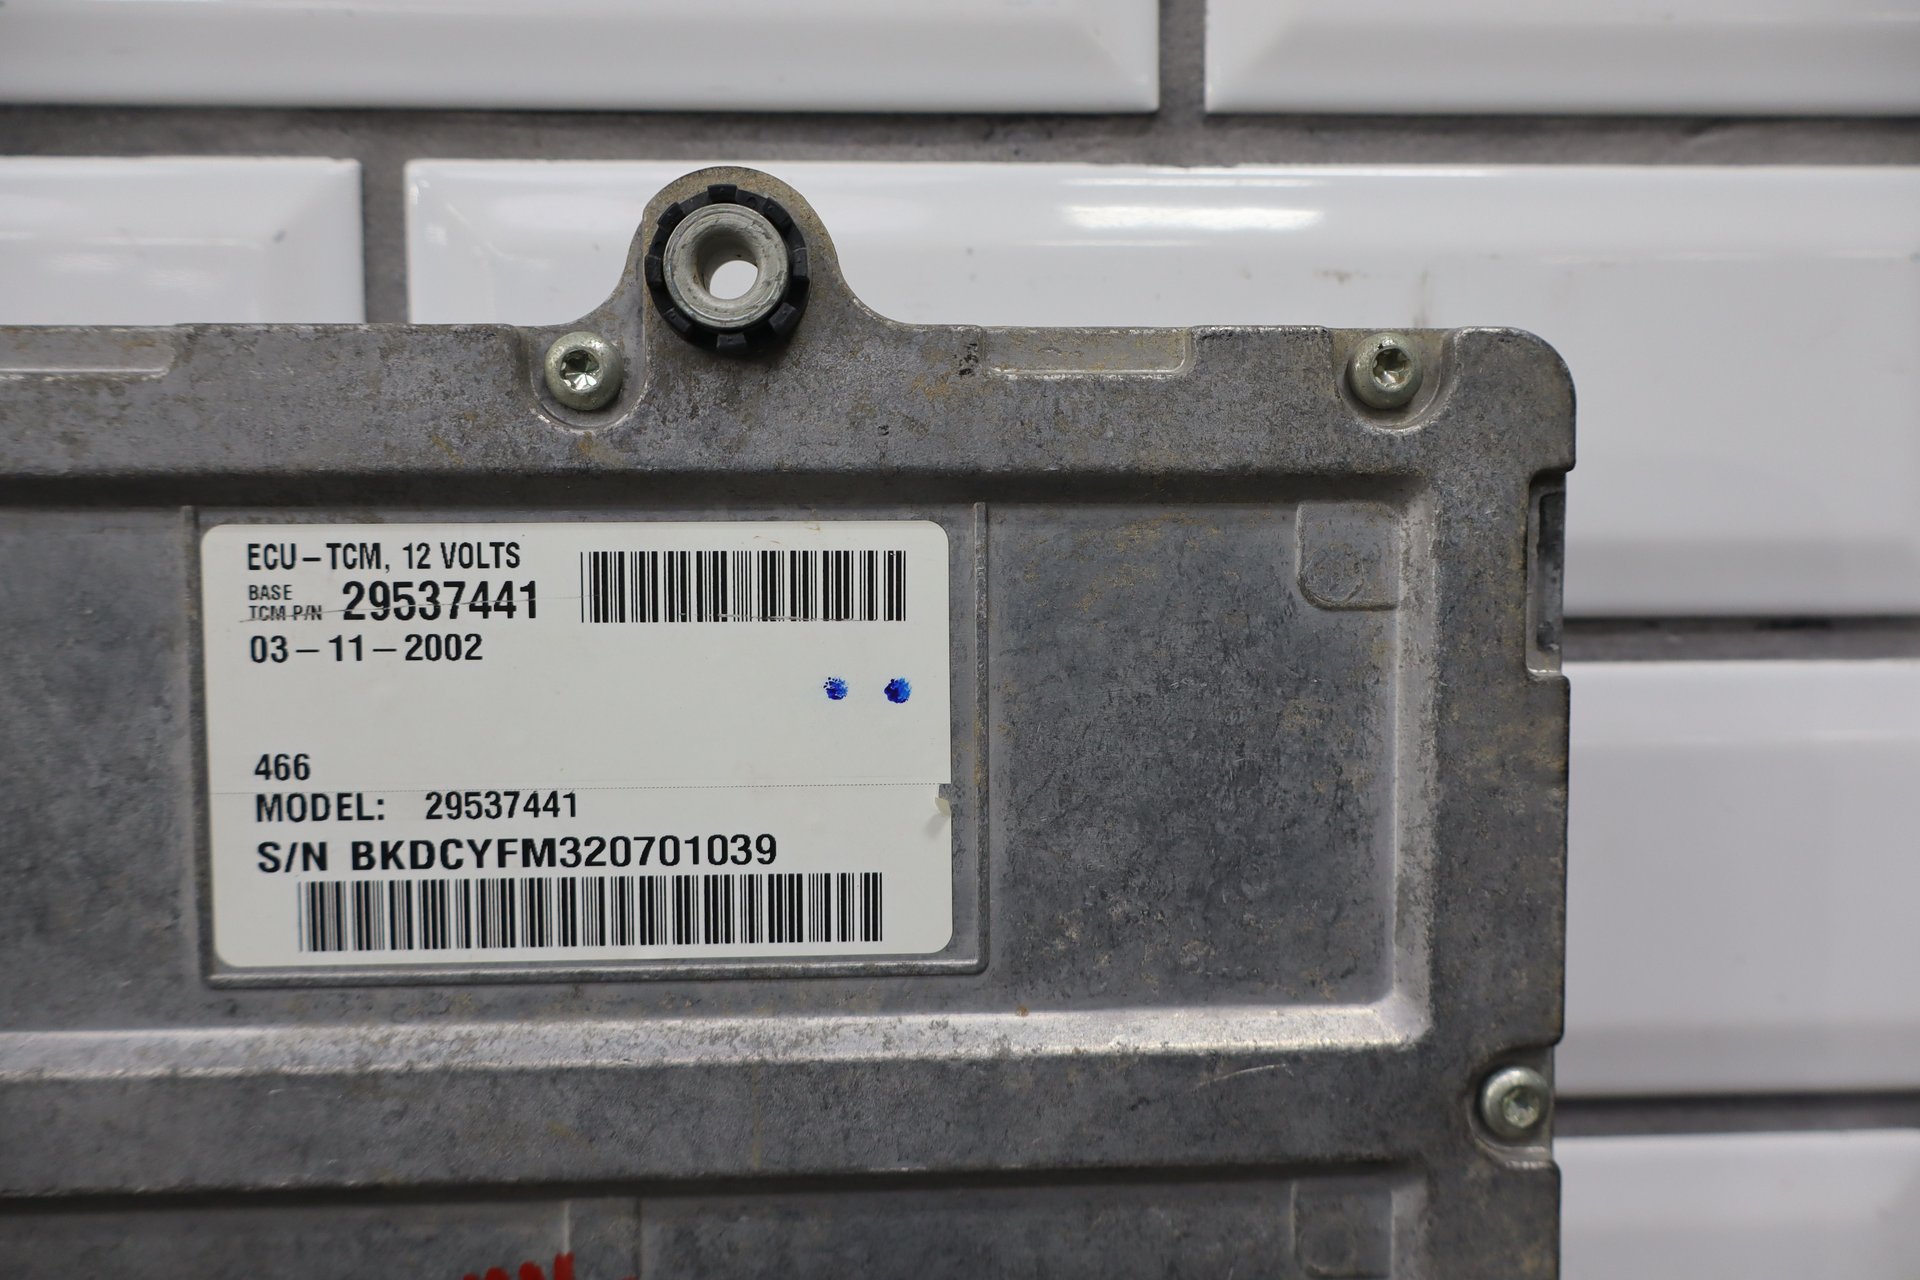 ECU-TCM, 12 VOLTS
BASE
TCM P/N 29537441
03-11-2002
466
MODEL: 29537441
S/N BKDCYFM320701039